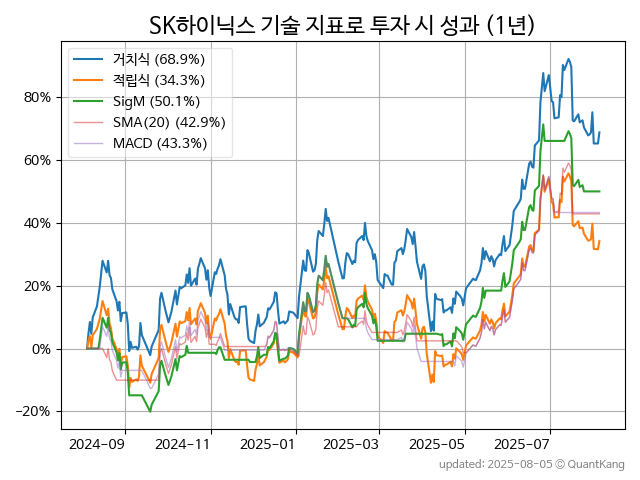 SK하이닉스 기술 지표로 투자 시 성과 (1년)
거치식 (68.9%)
적립식 (34.3%)
SigM (50.1%)
SMA(20) (42.9%)
MACD (43.3%)
80%
60%
40%
20%
0%
−20%
2024-09
2024-11
2025-01
2025-03
2025-05
2025-07
updated: 2025-08-05 ⓒ QuantKang